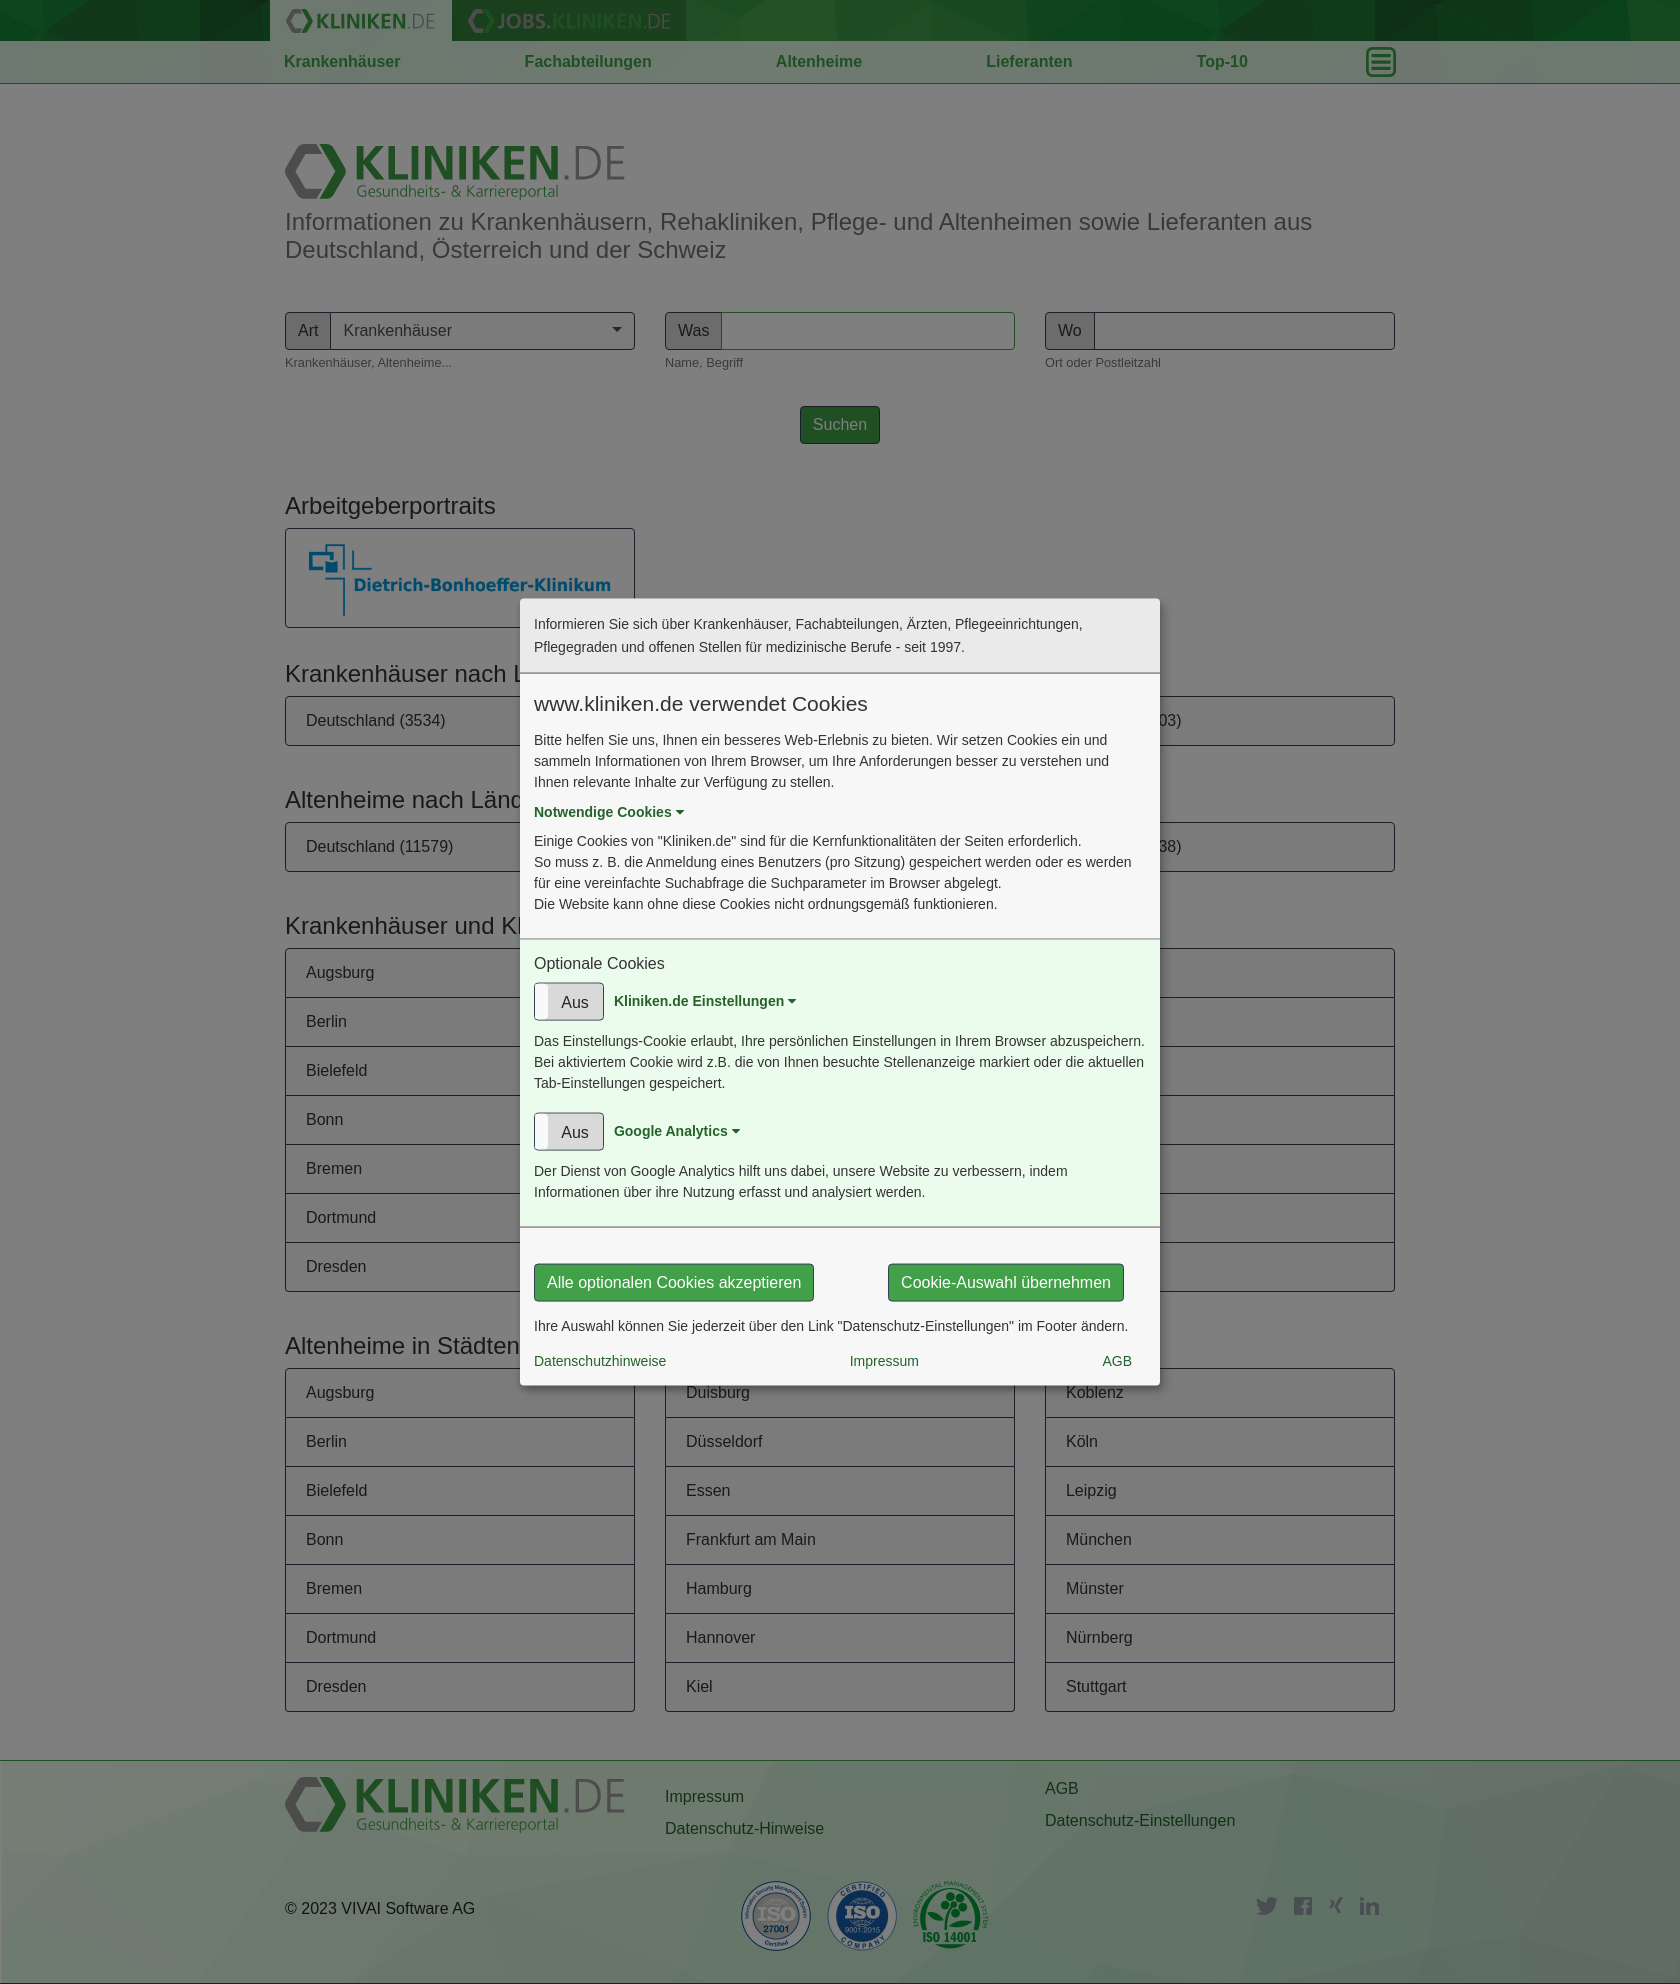 KLINIKEN.DE
JOBS.KLINIKEN.DE
Krankenhäuser
Fachabteilungen
Altenheime
Lieferanten
Top-10
KLINIKEN.DE
Gesundheits- & Karriereportal
Informationen zu Krankenhäusern, Rehakliniken, Pflege- und Altenheimen sowie Lieferanten aus
Deutschland, Österreich und der Schweiz
Art
Krankenhäuser
Krankenhäuser, Altenheime...
Was
Name, Begriff
Wo
Ort oder Postleitzahl
Suchen
Arbeitgeberportraits
Dietrich-Bonhoeffer-Klinikum
Krankenhäuser nach L
Deutschland (3534)
03)
Altenheime nach Länd
Deutschland (11579)
38)
Krankenhäuser und Kl
Augsburg
Berlin
Bielefeld
Bonn
Bremen
Dortmund
Dresden
Informieren Sie sich über Krankenhäuser, Fachabteilungen, Ärzten, Pflegeeinrichtungen,
Pflegegraden und offenen Stellen für medizinische Berufe - seit 1997.
www.kliniken.de verwendet Cookies
Bitte helfen Sie uns, Ihnen ein besseres Web-Erlebnis zu bieten. Wir setzen Cookies ein und
sammeln Informationen von Ihrem Browser, um Ihre Anforderungen besser zu verstehen und
Ihnen relevante Inhalte zur Verfügung zu stellen.
Notwendige Cookies
Einige Cookies von "Kliniken.de" sind für die Kernfunktionalitäten der Seiten erforderlich.
So muss z. B. die Anmeldung eines Benutzers (pro Sitzung) gespeichert werden oder es werden
für eine vereinfachte Suchabfrage die Suchparameter im Browser abgelegt.
Die Website kann ohne diese Cookies nicht ordnungsgemäß funktionieren.
Optionale Cookies
Aus
Kliniken.de Einstellungen
Das Einstellungs-Cookie erlaubt, Ihre persönlichen Einstellungen in Ihrem Browser abzuspeichern.
Bei aktiviertem Cookie wird z.B. die von Ihnen besuchte Stellenanzeige markiert oder die aktuellen
Tab-Einstellungen gespeichert.
Aus
Google Analytics
Der Dienst von Google Analytics hilft uns dabei, unsere Website zu verbessern, indem
Informationen über ihre Nutzung erfasst und analysiert werden.
Alle optionalen Cookies akzeptieren
Cookie-Auswahl übernehmen
Ihre Auswahl können Sie jederzeit über den Link "Datenschutz-Einstellungen" im Footer ändern.
Datenschutzhinweise
Impressum
AGB
Altenheime in Städten
Augsburg
Berlin
Bielefeld
Bonn
Bremen
Dortmund
Dresden
Duisburg
Düsseldorf
Essen
Frankfurt am Main
Hamburg
Hannover
Kiel
Koblenz
Köln
Leipzig
München
Münster
Nürnberg
Stuttgart
KLINIKEN.DE
Gesundheits- & Karriereportal
Impressum
Datenschutz-Hinweise
AGB
Datenschutz-Einstellungen
© 2023 VIVAI Software AG
Information Security Management System
ISO
27001
Certified
CERTIFIED
ISO
9001:2015
COMPANY
ENVIRONMENTAL MANAGEMENT SYSTEM
ISO 14001